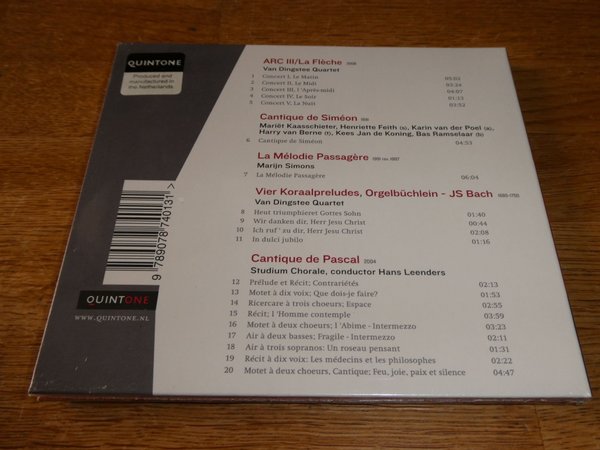 QUINTONE
Produced and
manufactured in
the Netherlands
ARC III/La Flèche
Van Dingstee Quartet
1 Concert I, Le Matin 05:03
2 Concert II, Le Midi 03:24
3 Concert III, l'Après-midi 04:07
4 Concert IV, Le Soir 01:13
5 Concert V, La Nuit 03:52
Cantique de Siméon
Mariët Kaasschieter, Henriette Feith (s), Karin van der Poel (a),
Harry van Berne (t), Kees Jan de Koning, Bas Ramselaar (b)
6 Cantique de Siméon 04:53
La Mélodie Passagère
Marijn Simons
7 La Mélodie Passagère 06:04
Vier Koraalpreludes, Orgelbüchlein - JS Bach 1685-1750
Van Dingstee Quartet
8 Heut triumphieret Gottes Sohn 01:40
9 Wir danken dir, Herr Jesu Christ 00:44
10 Ich ruf' zu dir, Herr Jesu Christ 02:08
11 In dulci jubilo 01:16
Cantique de Pascal 2004
Studium Chorale, conductor Hans Leenders
12 Prélude et Récit; Contrariétés 02:13
13 Motet à dix voix; Que dois-je faire? 01:53
14 Ricercare à trois choeurs; Espace 02:55
15 Récit; l'Homme contemple 03:59
16 Motet à deux choeurs; l'Abime - Intermezzo 03:23
17 Air à deux basses; Fragile - Intermezzo 02:11
18 Air à trois sopranos: Un roseau pensant 01:31
19 Récit à dix voix: Les médecins et les philosophes 02:22
20 Motet à deux choeurs, Cantique; Feu, joie, paix et silence 04:47
9 789078 740131 >
QUINTONE
WWW.QUINTONE.NL